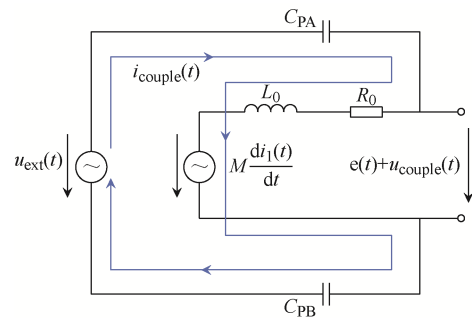 C_PA
i_couple(t)
L_0
R_0
u_ext(t)
M di_1(t)/dt
e(t)+u_couple(t)
C_PB